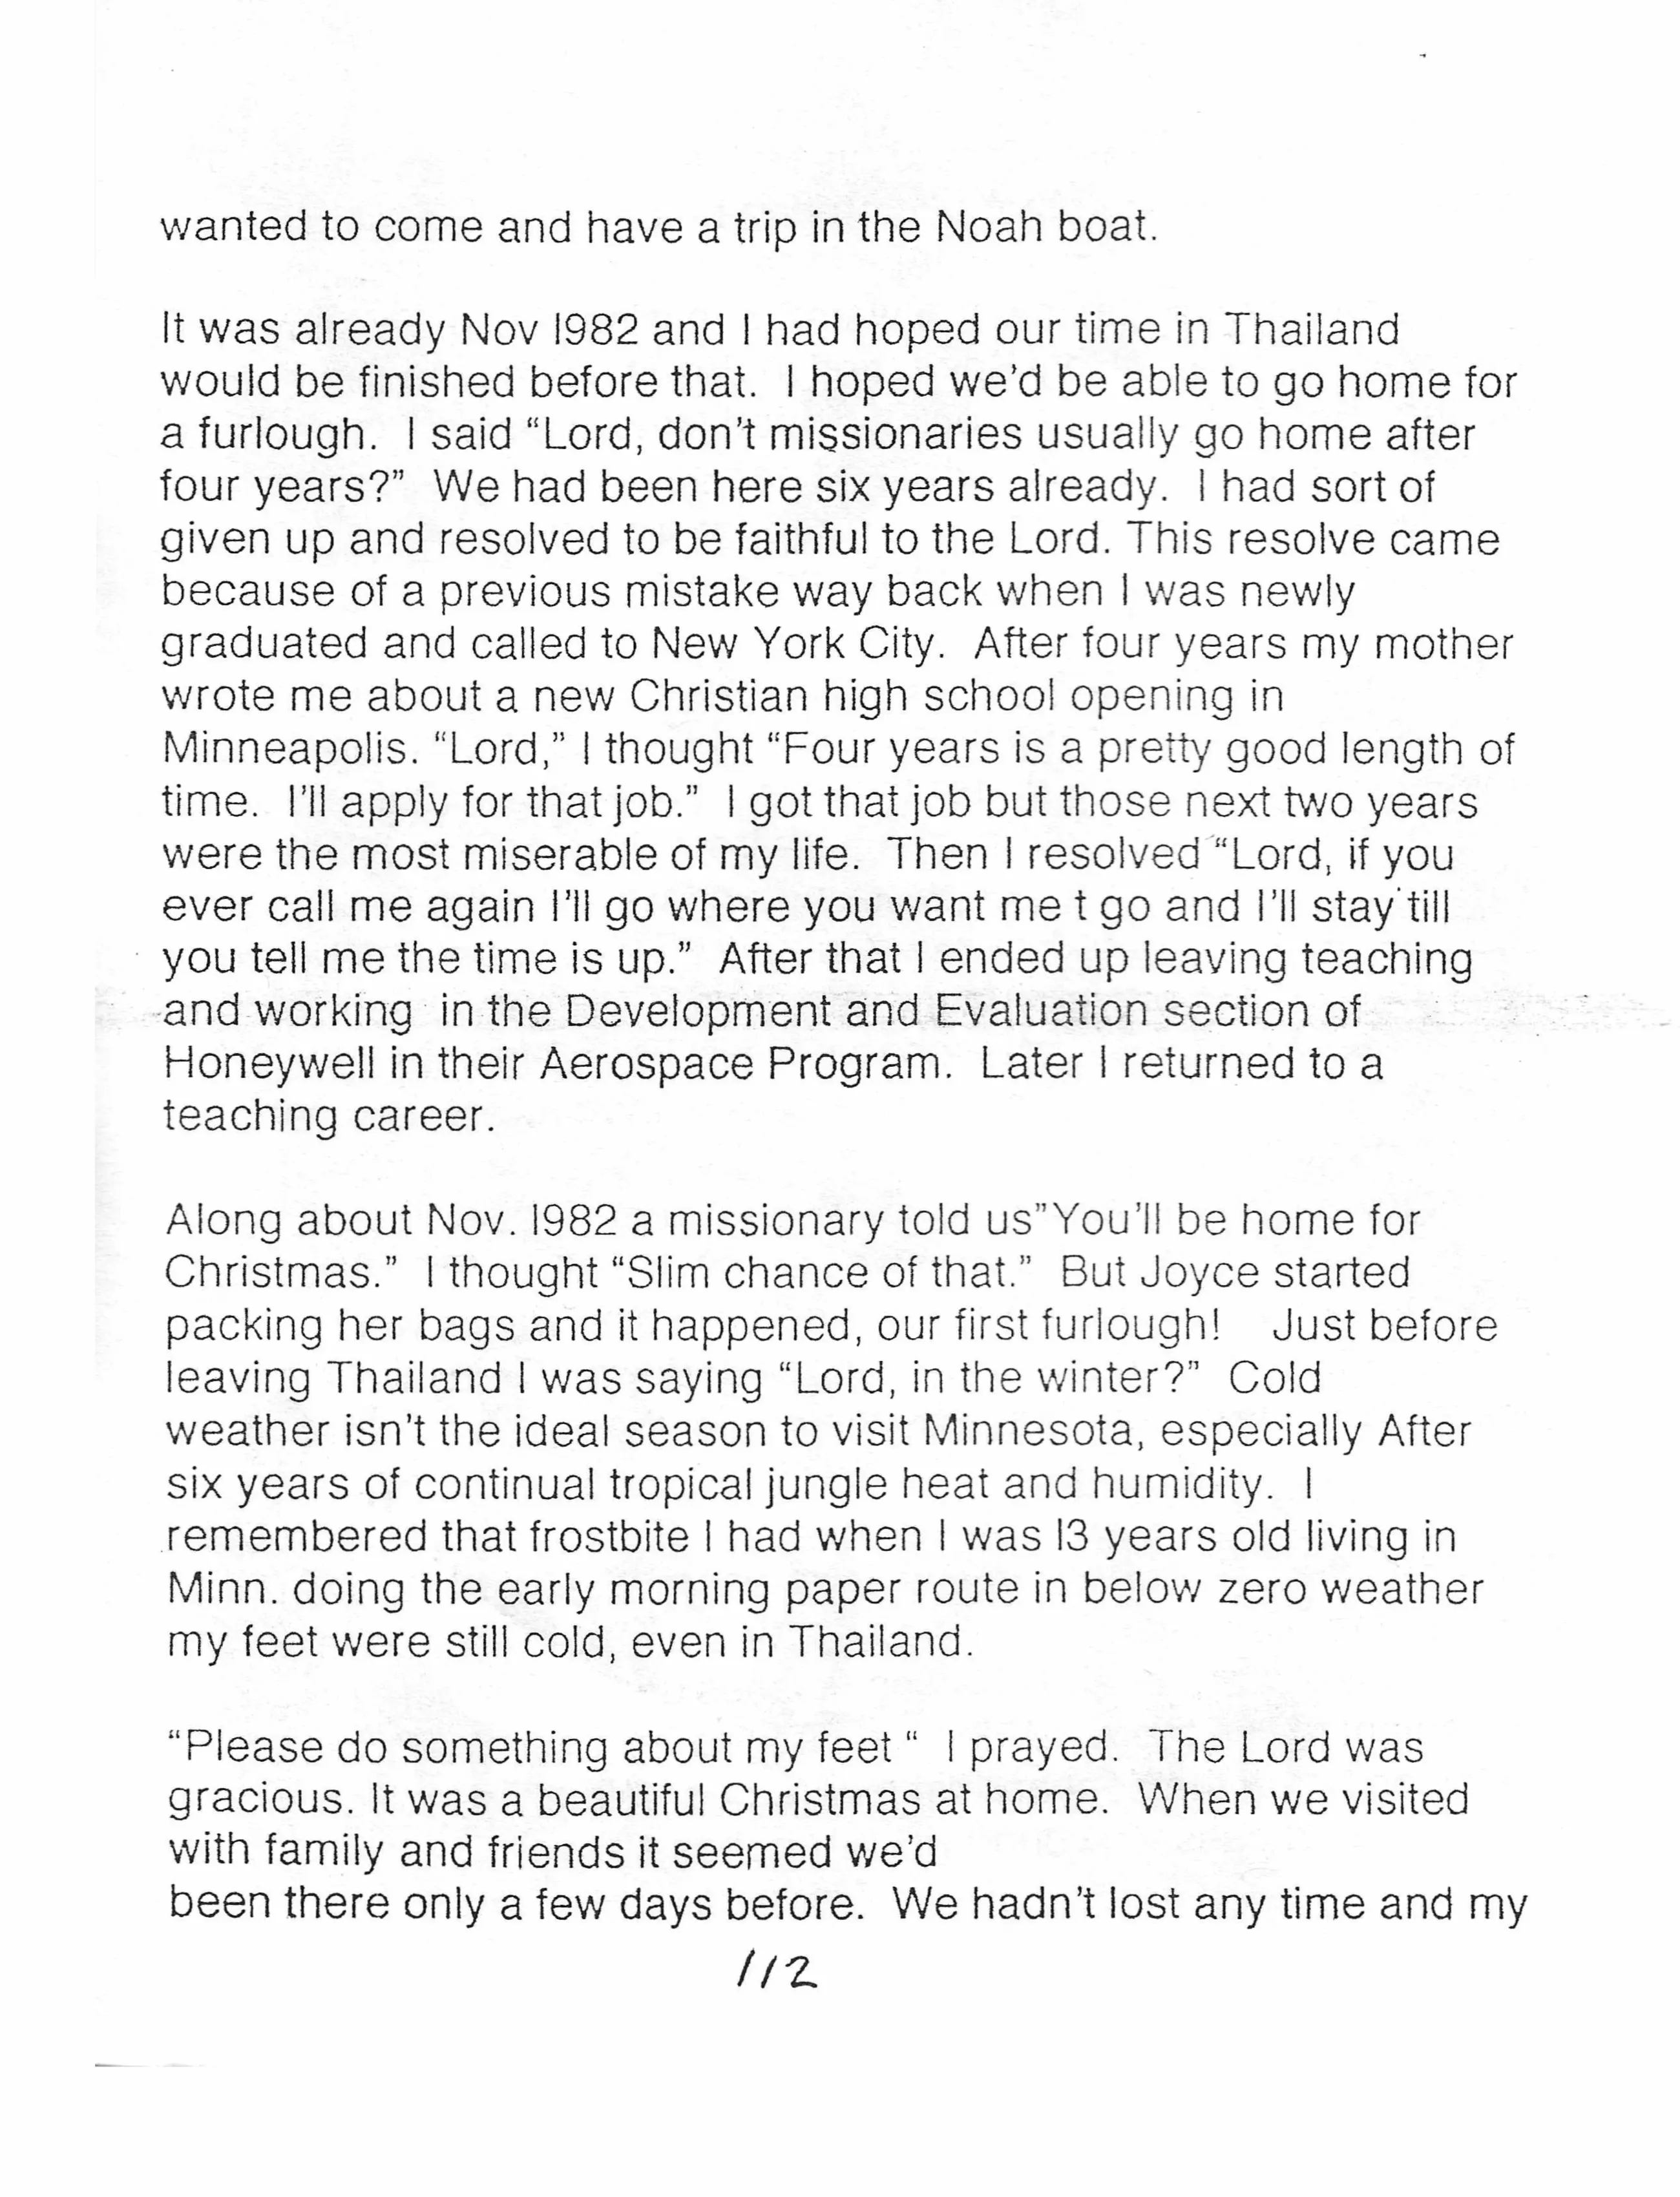 wanted to come and have a trip in the Noah boat.
It was already Nov 1982 and I had hoped our time in Thailand
would be finished before that.  I hoped we'd be able to go home for
a furlough.  I said “Lord, don't missionaries usually go home after
four years?”  We had been here six years already.  I had sort of
given up and resolved to be faithful to the Lord. This resolve came
because of a previous mistake way back when I was newly
graduated and called to New York City.  After four years my mother
wrote me about a new Christian high school opening in
Minneapolis. “Lord,” I thought “Four years is a pretty good length of
time.  I'll apply for that job.”  I got that job but those next two years
were the most miserable of my life.  Then I resolved “Lord, if you
ever call me again I'll go where you want me t go and I'll stay till
you tell me the time is up.”  After that I ended up leaving teaching
and working in the Development and Evaluation section of
Honeywell in their Aerospace Program.  Later I returned to a
teaching career.
Along about Nov. 1982 a missionary told us”You'll be home for
Christmas.”  I thought “Slim chance of that.”  But Joyce started
packing her bags and it happened, our first furlough!   Just before
leaving Thailand I was saying “Lord, in the winter?”  Cold
weather isn't the ideal season to visit Minnesota, especially After
six years of continual tropical jungle heat and humidity.  I
remembered that frostbite I had when I was 13 years old living in
Minn. doing the early morning paper route in below zero weather
my feet were still cold, even in Thailand.
“Please do something about my feet “  I prayed.  The Lord was
gracious. It was a beautiful Christmas at home.  When we visited
with family and friends it seemed we'd
been there only a few days before.  We hadn't lost any time and my
112